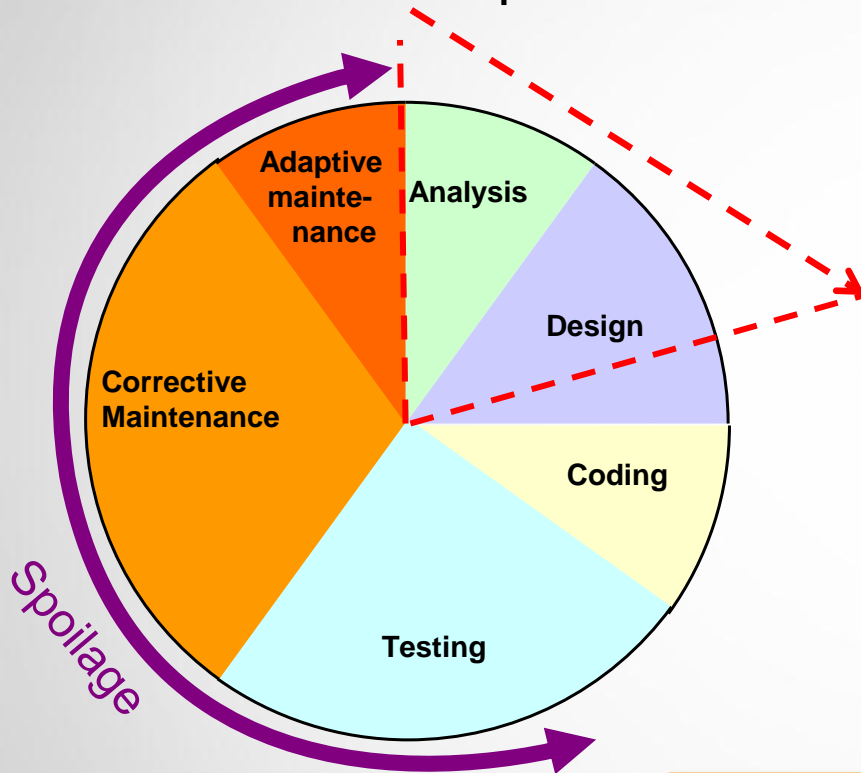 Adaptive
mainte-
nance
Analysis
Design
Corrective
Maintenance
Coding
Testing
Spoilage